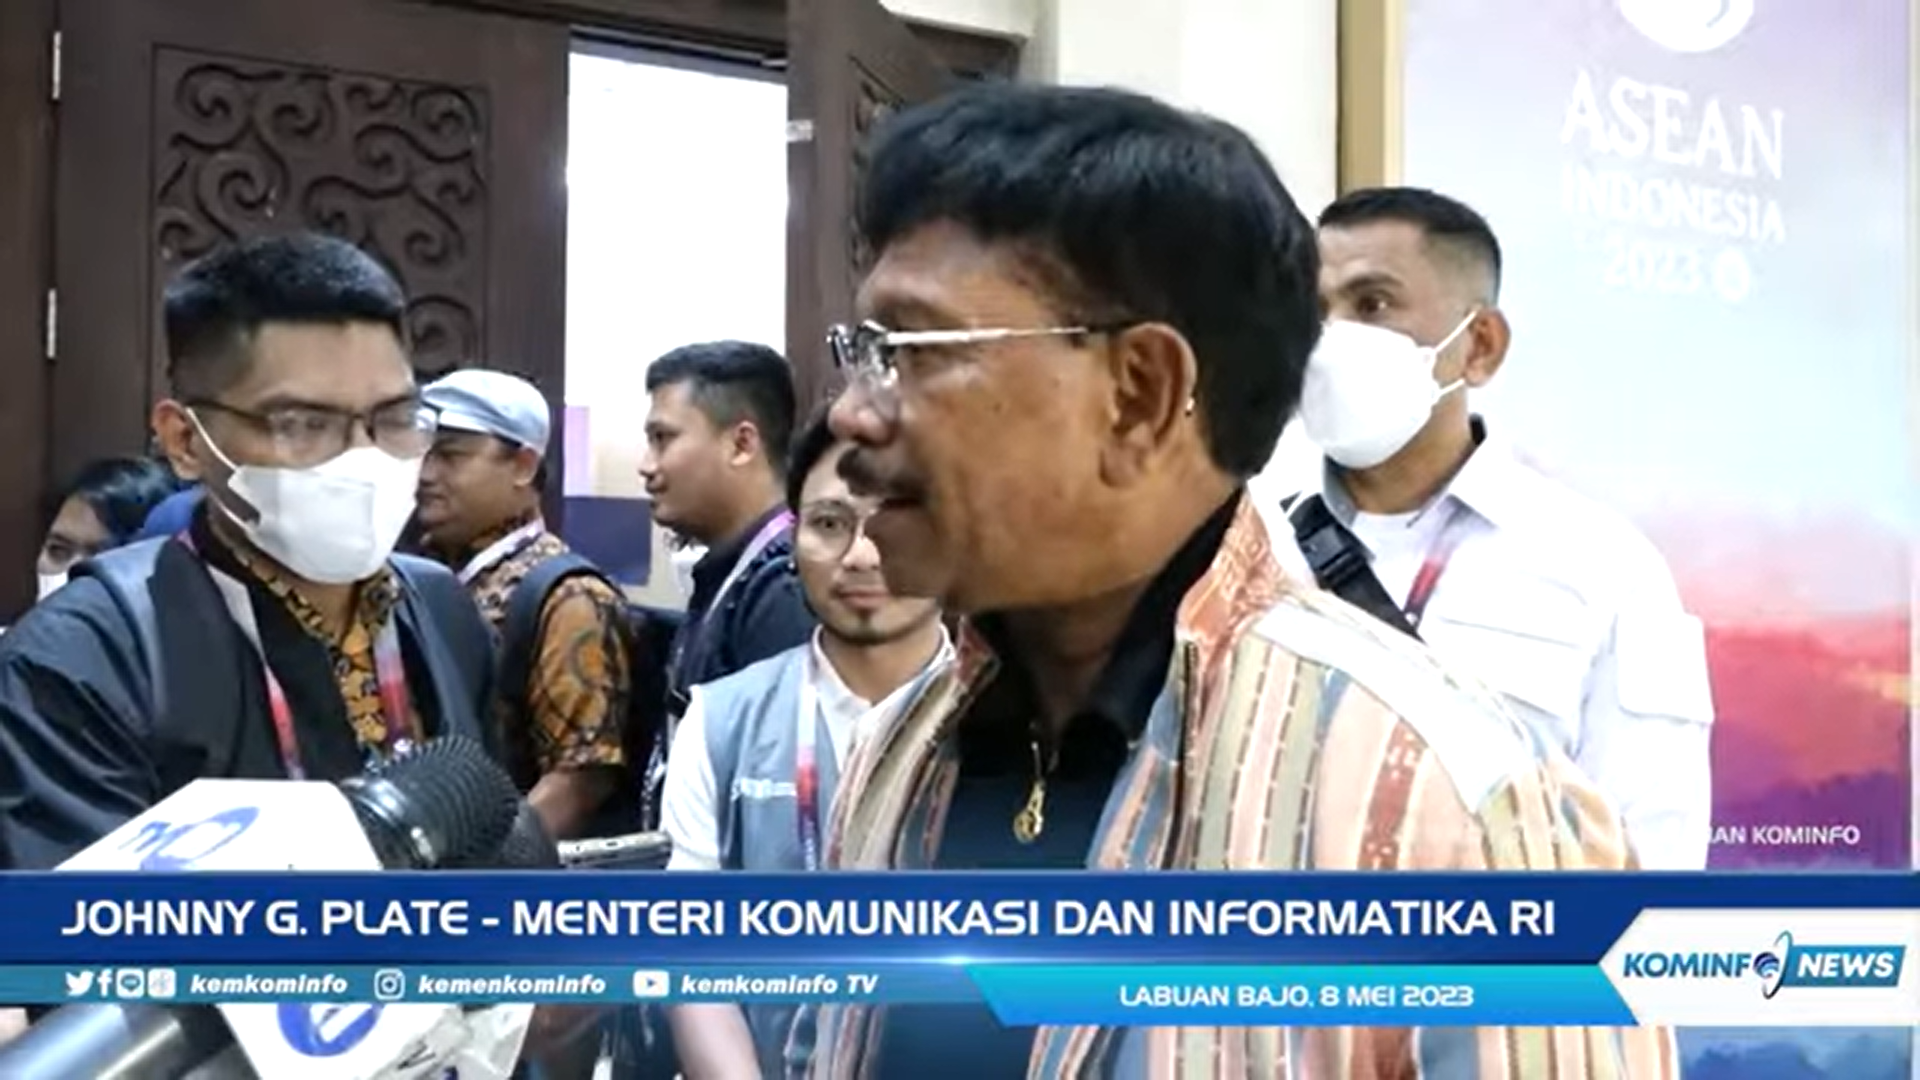 ASEAN
INDONESIA
2023
KOMINFO
JOHNNY G. PLATE - MENTERI KOMUNIKASI DAN INFORMATIKA RI
KOMINFO NEWS
kemkominfo kemenkominfo kemkominfo TV
LABUAN BAJO, 8 MEI 2023